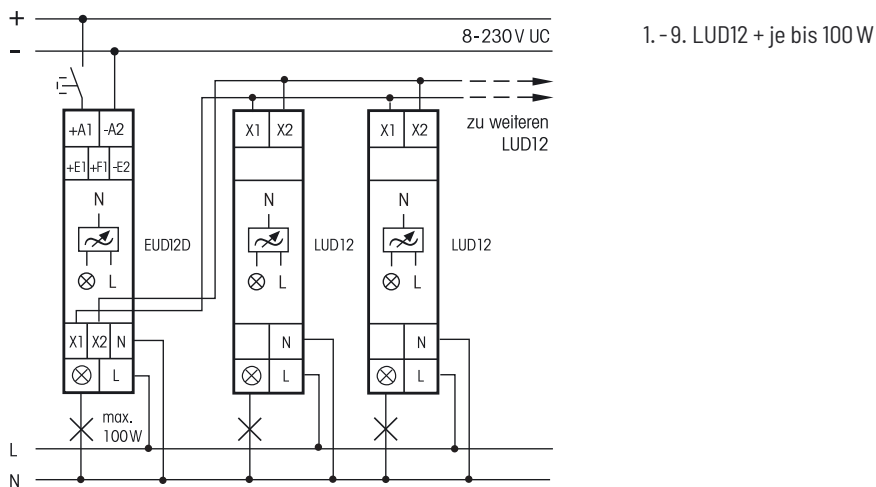 +
8-230 V UC
1. - 9. LUD12 + je bis 100 W
-
+A1 -A2
X1 X2
X1 X2
zu weiteren
LUD12
+E1 +F1 -E2
N
N
N
EUD12D
LUD12
LUD12
L
L
L
X1 X2 N
N
N
L
L
L
max.
100W
L
N